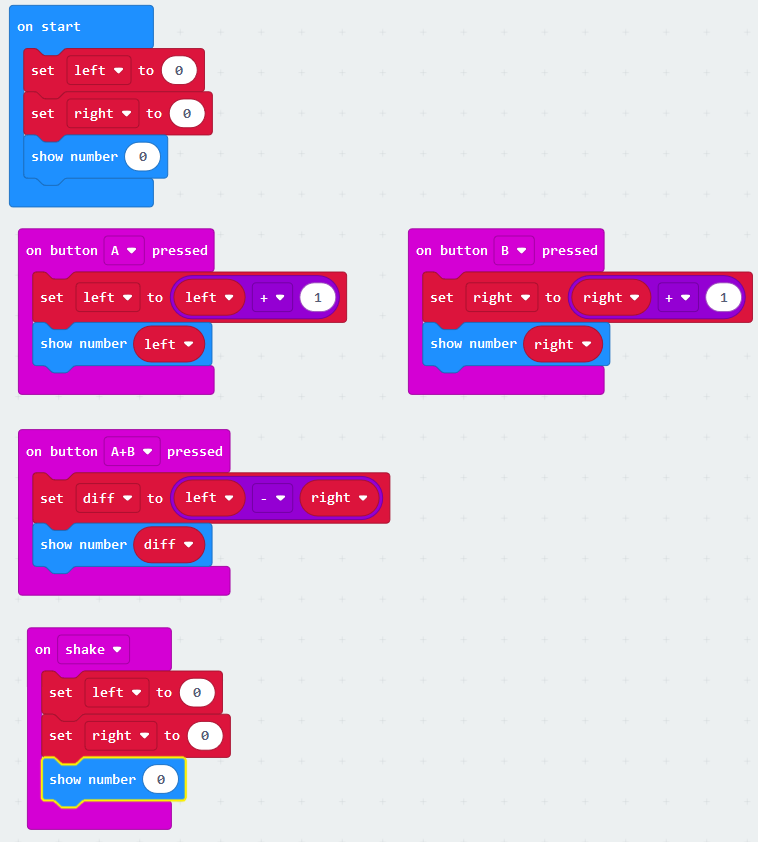 on start
set left to 0
set right to 0
show number 0
on button A pressed
set left to left + 1
show number left
on button B pressed
set right to right + 1
show number right
on button A+B pressed
set diff to left - right
show number diff
on shake
set left to 0
set right to 0
show number 0